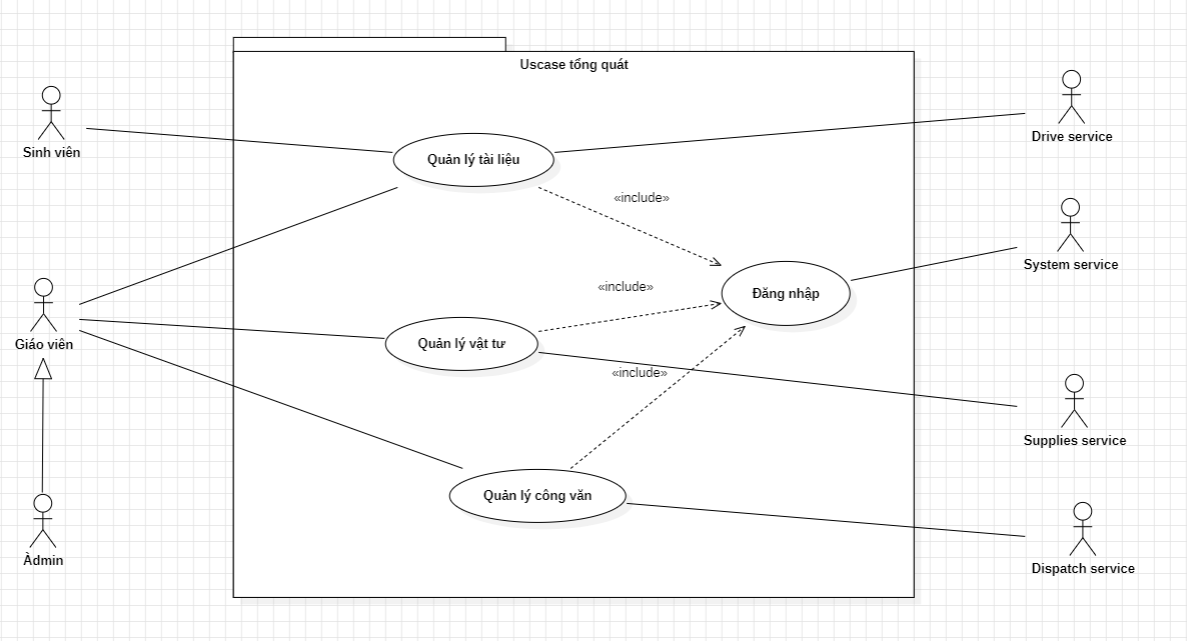 Uscase tổng quát
Sinh viên
Quản lý tài liệu
Drive service
«include»
System service
«include»
Đăng nhập
Giáo viên
Quản lý vật tư
«include»
Supplies service
Quản lý công văn
Àdmin
Dispatch service